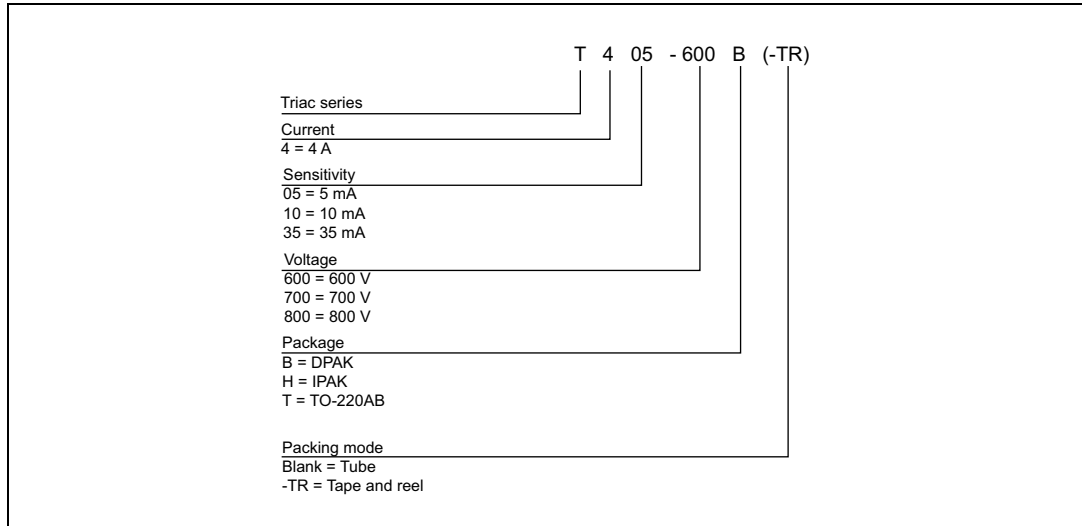 T 4 05 - 600 B (-TR)
Triac series
Current
4 = 4 A
Sensitivity
05 = 5 mA
10 = 10 mA
35 = 35 mA
Voltage
600 = 600 V
700 = 700 V
800 = 800 V
Package
B = DPAK
H = IPAK
T = TO-220AB
Packing mode
Blank = Tube
-TR = Tape and reel